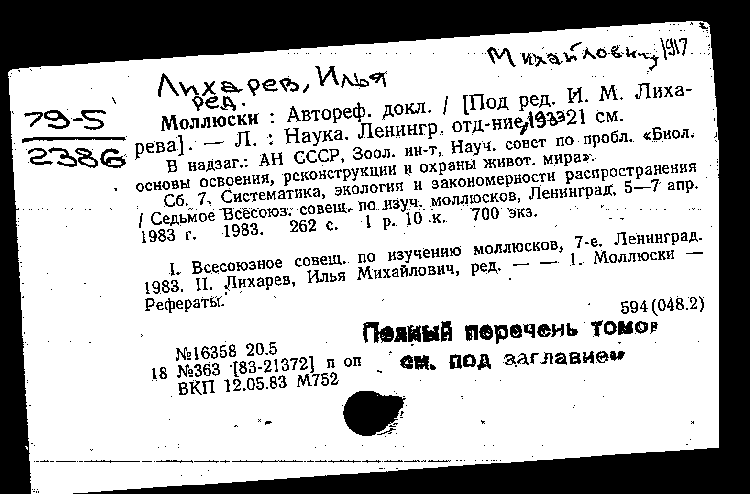 Лихарев, Илья Михайлович, 1917
ред.
79-5
2386
Моллюски : Автореф. докл. / [Под ред. И. М. Лиха-
рева]. — Л. : Наука. Ленингр. отд-ние, 1983 21 см.
В надзаг.: АН СССР, Зоол. ин-т, Науч. совет по пробл. «Биол.
основы освоения, реконструкции и охраны живот. мира».
Сб. 7. Систематика, экология и закономерности распространения
/ Седьмое Всесоюз. совещ. по изуч. моллюсков, Ленинград, 5—7 апр.
1983 г. 1983. 262 с. 1 р. 10 к. 700 экз.
I. Всесоюзное совещ. по изучению моллюсков, 7-е. Ленинград.
1983. II. Лихарев, Илья Михайлович, ред. — — 1. Моллюски —
Рефераты.
594(048.2)
№16358 20.5
18 №363 [83-21372] п оп
ВКП 12.05.83 М752
Полный перечень томов
см. под заглавием